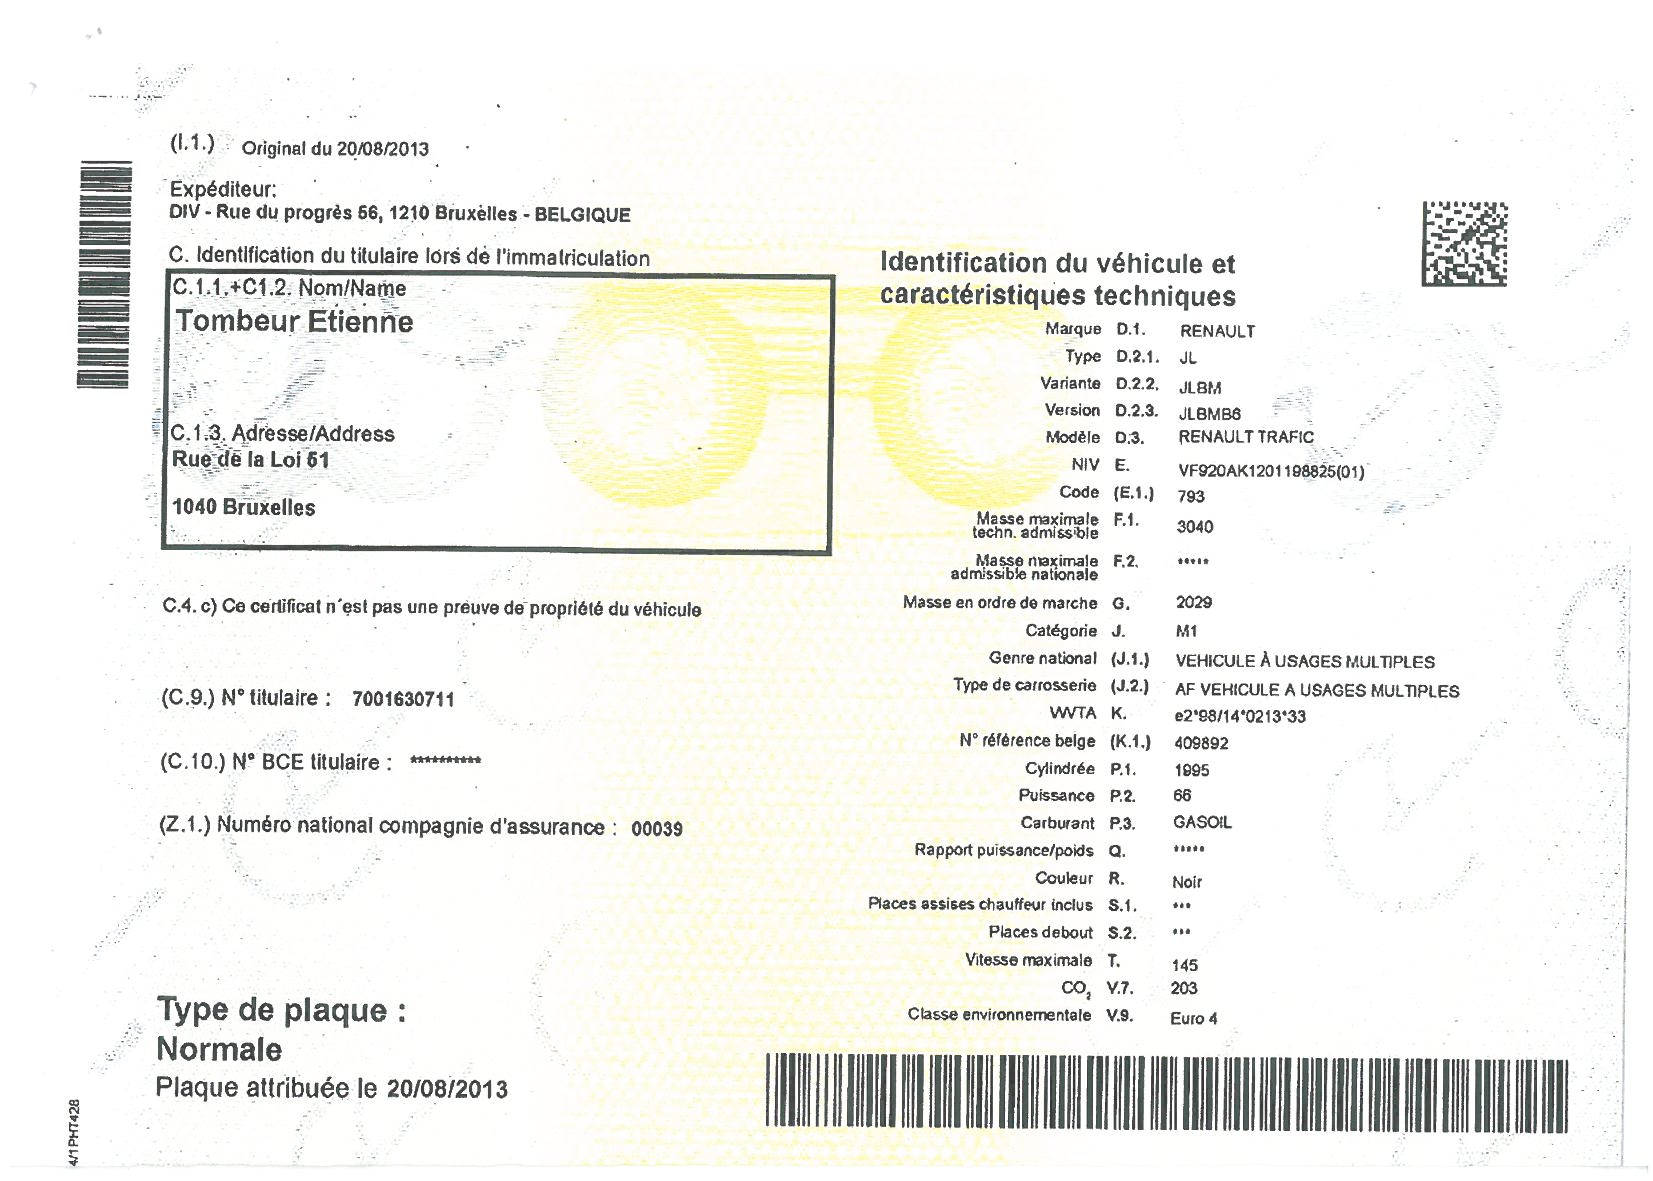 (I.1.) Original du 20/08/2013
Expéditeur:
DIV - Rue du progrès 56, 1210 Bruxelles - BELGIQUE
C. Identification du titulaire lors de l'immatriculation
C.1.1.+C1.2. Nom/Name
Tombeur Etienne
C.1.3. Adresse/Address
Rue de la Loi 51
1040 Bruxelles
C.4. c) Ce certificat n´est pas une preuve de propriété du véhicule
(C.9.) N° titulaire : 7001630711
(C.10.) N° BCE titulaire : **********
(Z.1.) Numéro national compagnie d'assurance : 00039
Type de plaque :
Normale
Plaque attribuée le 20/08/2013
4/1PHT428
Identification du véhicule et
caractéristiques techniques
Marque D.1. RENAULT
Type D.2.1. JL
Variante D.2.2. JLBM
Version D.2.3. JLBMB6
Modèle D.3. RENAULT TRAFIC
NIV E. VF920AK1201198825(01)
Code (E.1.) 793
Masse maximale
techn. admissible F.1. 3040
Masse maximale
admissible nationale F.2. *****
Masse en ordre de marche G. 2029
Catégorie J. M1
Genre national (J.1.) VEHICULE À USAGES MULTIPLES
Type de carrosserie (J.2.) AF VEHICULE A USAGES MULTIPLES
WVTA K. e2*98/14*0213*33
N° référence belge (K.1.) 409892
Cylindrée P.1. 1995
Puissance P.2. 66
Carburant P.3. GASOIL
Rapport puissance/poids Q. *****
Couleur R. Noir
Places assises chauffeur inclus S.1. ***
Places debout S.2. ***
Vitesse maximale T. 145
CO₂ V.7. 203
Classe environnementale V.9. Euro 4